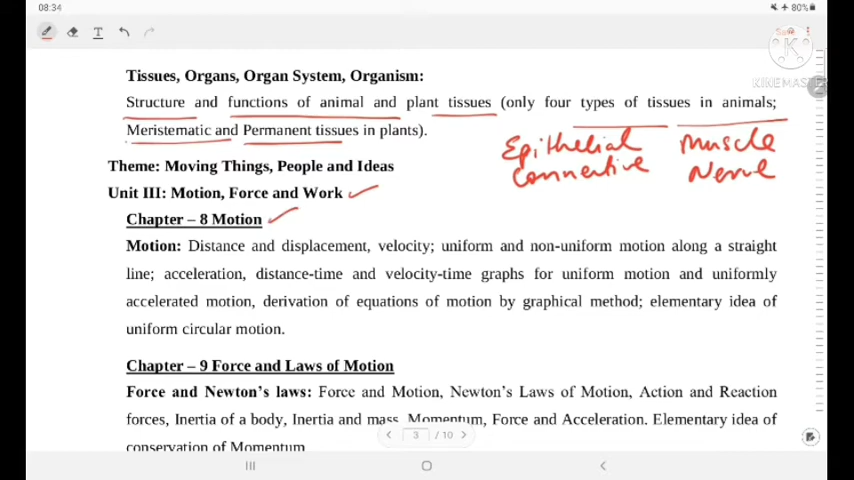 08:34
80%
KINEMASTER
Tissues, Organs, Organ System, Organism:
Structure and functions of animal and plant tissues (only four types of tissues in animals;
Meristematic and Permanent tissues in plants).
Epithelial Muscle
Connective Nerve
Theme: Moving Things, People and Ideas
Unit III: Motion, Force and Work
Chapter – 8 Motion
Motion: Distance and displacement, velocity; uniform and non-uniform motion along a straight
line; acceleration, distance-time and velocity-time graphs for uniform motion and uniformly
accelerated motion, derivation of equations of motion by graphical method; elementary idea of
uniform circular motion.
Chapter – 9 Force and Laws of Motion
Force and Newton's laws: Force and Motion, Newton's Laws of Motion, Action and Reaction
forces, Inertia of a body, Inertia and mass, Momentum, Force and Acceleration. Elementary idea of
conservation of Momentum
3 / 10